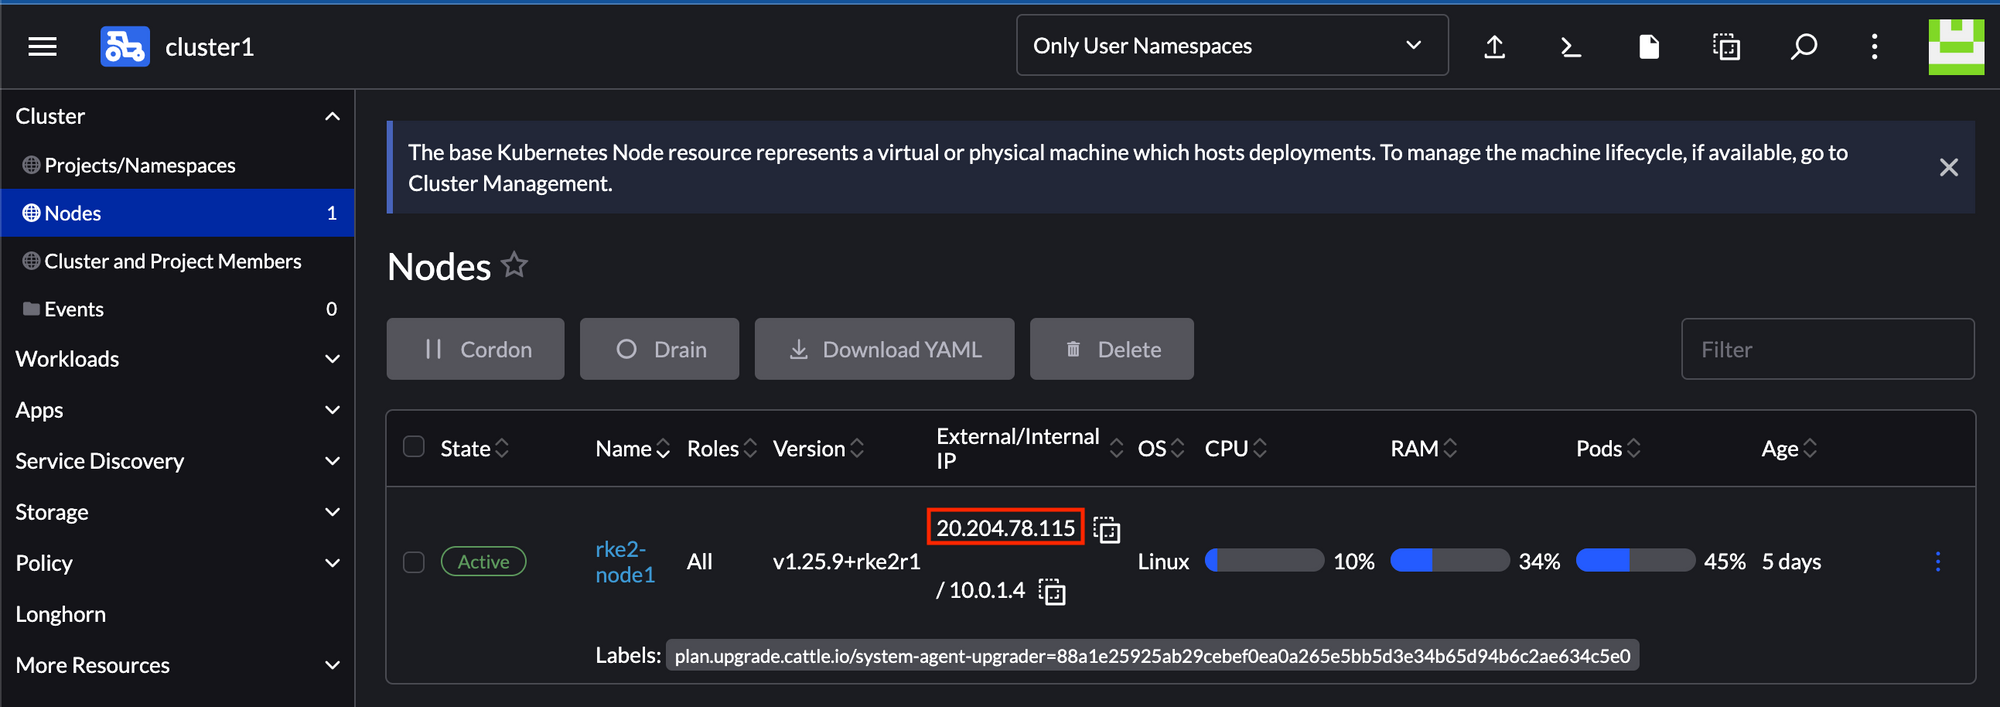 cluster1
Only User Namespaces
Cluster
Projects/Namespaces
Nodes 1
Cluster and Project Members
Events 0
Workloads
Apps
Service Discovery
Storage
Policy
Longhorn
More Resources
The base Kubernetes Node resource represents a virtual or physical machine which hosts deployments. To manage the machine lifecycle, if available, go to
Cluster Management.
Nodes
Cordon Drain Download YAML Delete Filter
State Name Roles Version External/Internal IP OS CPU RAM Pods Age
Active rke2-node1 All v1.25.9+rke2r1 20.204.78.115 / 10.0.1.4 Linux 10% 34% 45% 5 days
Labels: plan.upgrade.cattle.io/system-agent-upgrader=88a1e25925ab29cebef0ea0a265e5bb5d3e34b65d94b6c2ae634c5e0